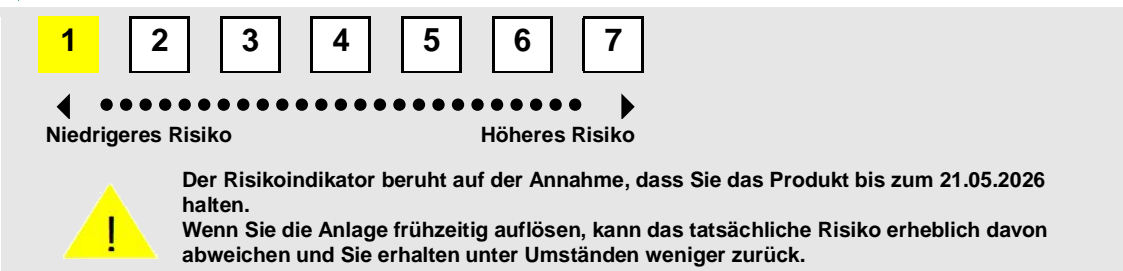 1 2 3 4 5 6 7
Niedrigeres Risiko Höheres Risiko
Der Risikoindikator beruht auf der Annahme, dass Sie das Produkt bis zum 21.05.2026
halten.
Wenn Sie die Anlage frühzeitig auflösen, kann das tatsächliche Risiko erheblich davon
abweichen und Sie erhalten unter Umständen weniger zurück.
!